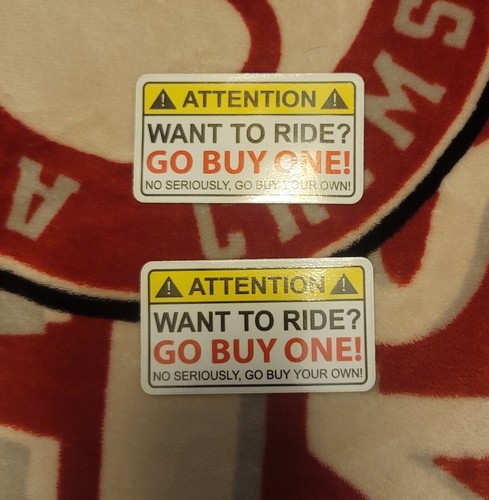 ATTENTION
WANT TO RIDE?
GO BUY ONE!
NO SERIOUSLY, GO BUY YOUR OWN!
ATTENTION
WANT TO RIDE?
GO BUY ONE!
NO SERIOUSLY, GO BUY YOUR OWN!